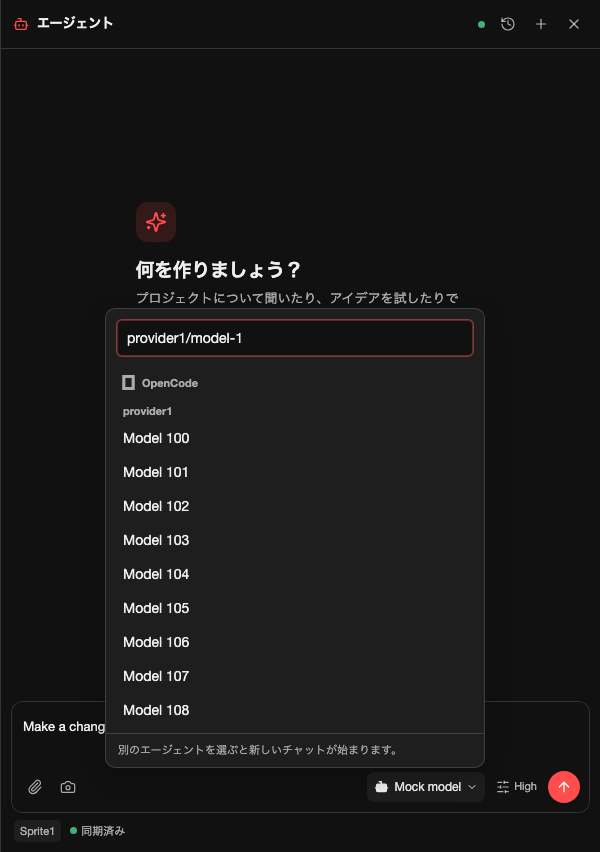 エージェント
何を作りましょう？
プロジェクトについて聞いたり、アイデアを試したりで
provider1/model-1
OpenCode
provider1
Model 100
Model 101
Model 102
Model 103
Model 104
Model 105
Model 106
Model 107
Model 108
Make a chang
別のエージェントを選ぶと新しいチャットが始まります。
Mock model
High
Sprite1
同期済み